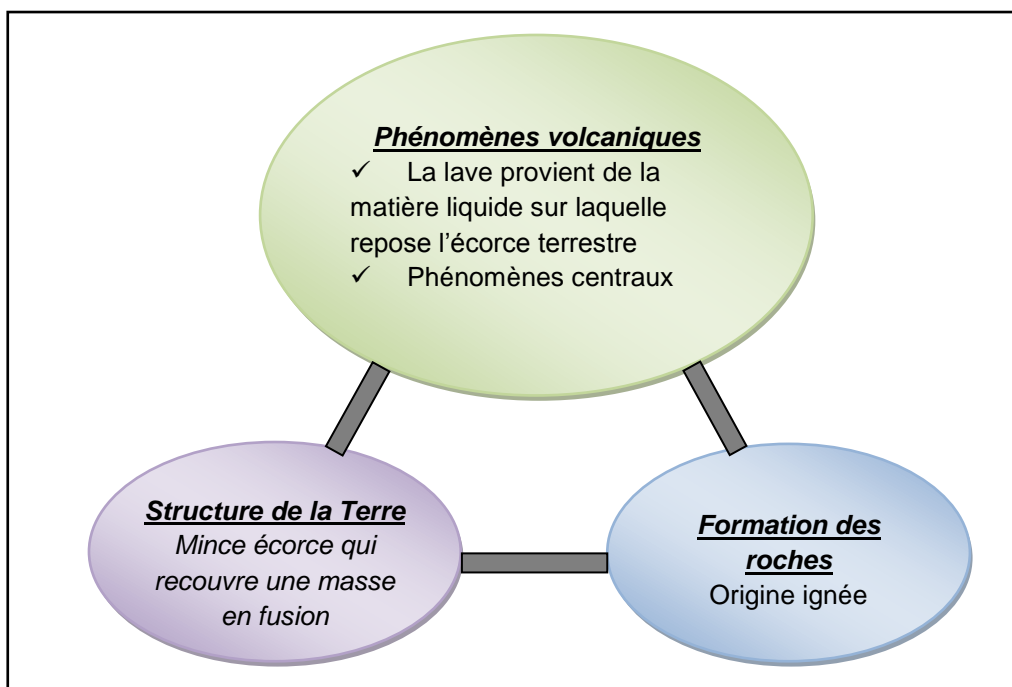 Phénomènes volcaniques
✓ La lave provient de la
matière liquide sur laquelle
repose l’écorce terrestre
✓ Phénomènes centraux
Structure de la Terre
Mince écorce qui
recouvre une masse
en fusion
Formation des
roches
Origine ignée